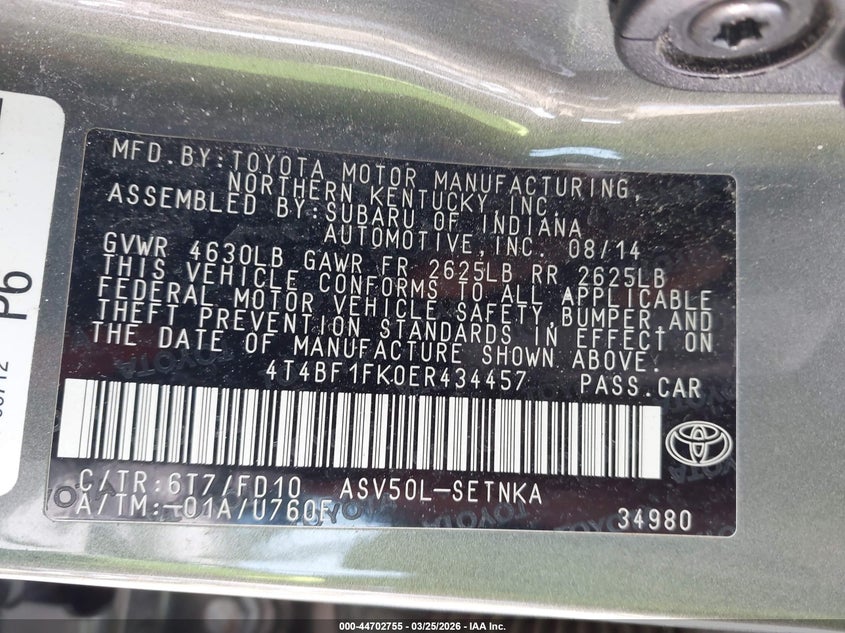 MFD.BY:TOYOTA MOTOR MANUFACTURING,
NORTHERN KENTUCKY, INC.
ASSEMBLED BY:SUBARU OF INDIANA
AUTOMOTIVE,INC. 08/14
GVWR 4630LB GAWR FR 2625LB RR 2625LB
THIS VEHICLE CONFORMS TO ALL APPLICABLE
FEDERAL MOTOR VEHICLE SAFETY,BUMPER,AND
THEFT PREVENTION STANDARDS IN EFFECT ON
THE DATE OF MANUFACTURE SHOWN ABOVE.
4T4BF1FK0ER434457 PASS.CAR
C/TR:6T7/FD10 ASV50L-SETNKA
A/TM:-01A/U760E
34980
P6
000-44702755 - 03/25/2026 - IAA Inc.